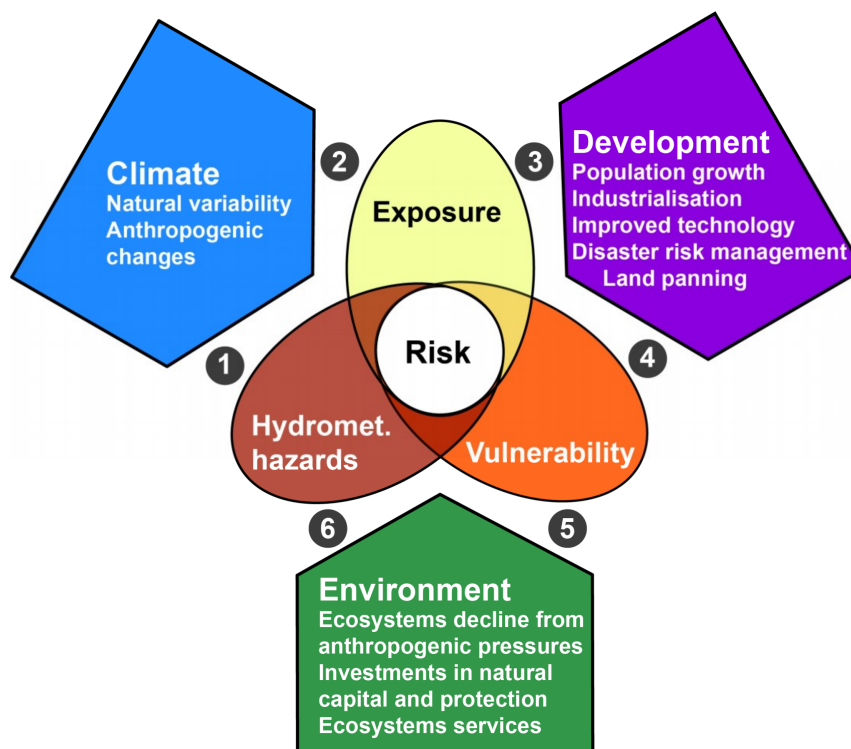 Climate
Natural variability
Anthropogenic
changes
2
Exposure
3
Development
Population growth
Industrialisation
Improved technology
Disaster risk management
Land panning
1
Risk
4
Hydromet.
hazards
Vulnerability
6
5
Environment
Ecosystems decline from
anthropogenic pressures
Investments in natural
capital and protection
Ecosystems services